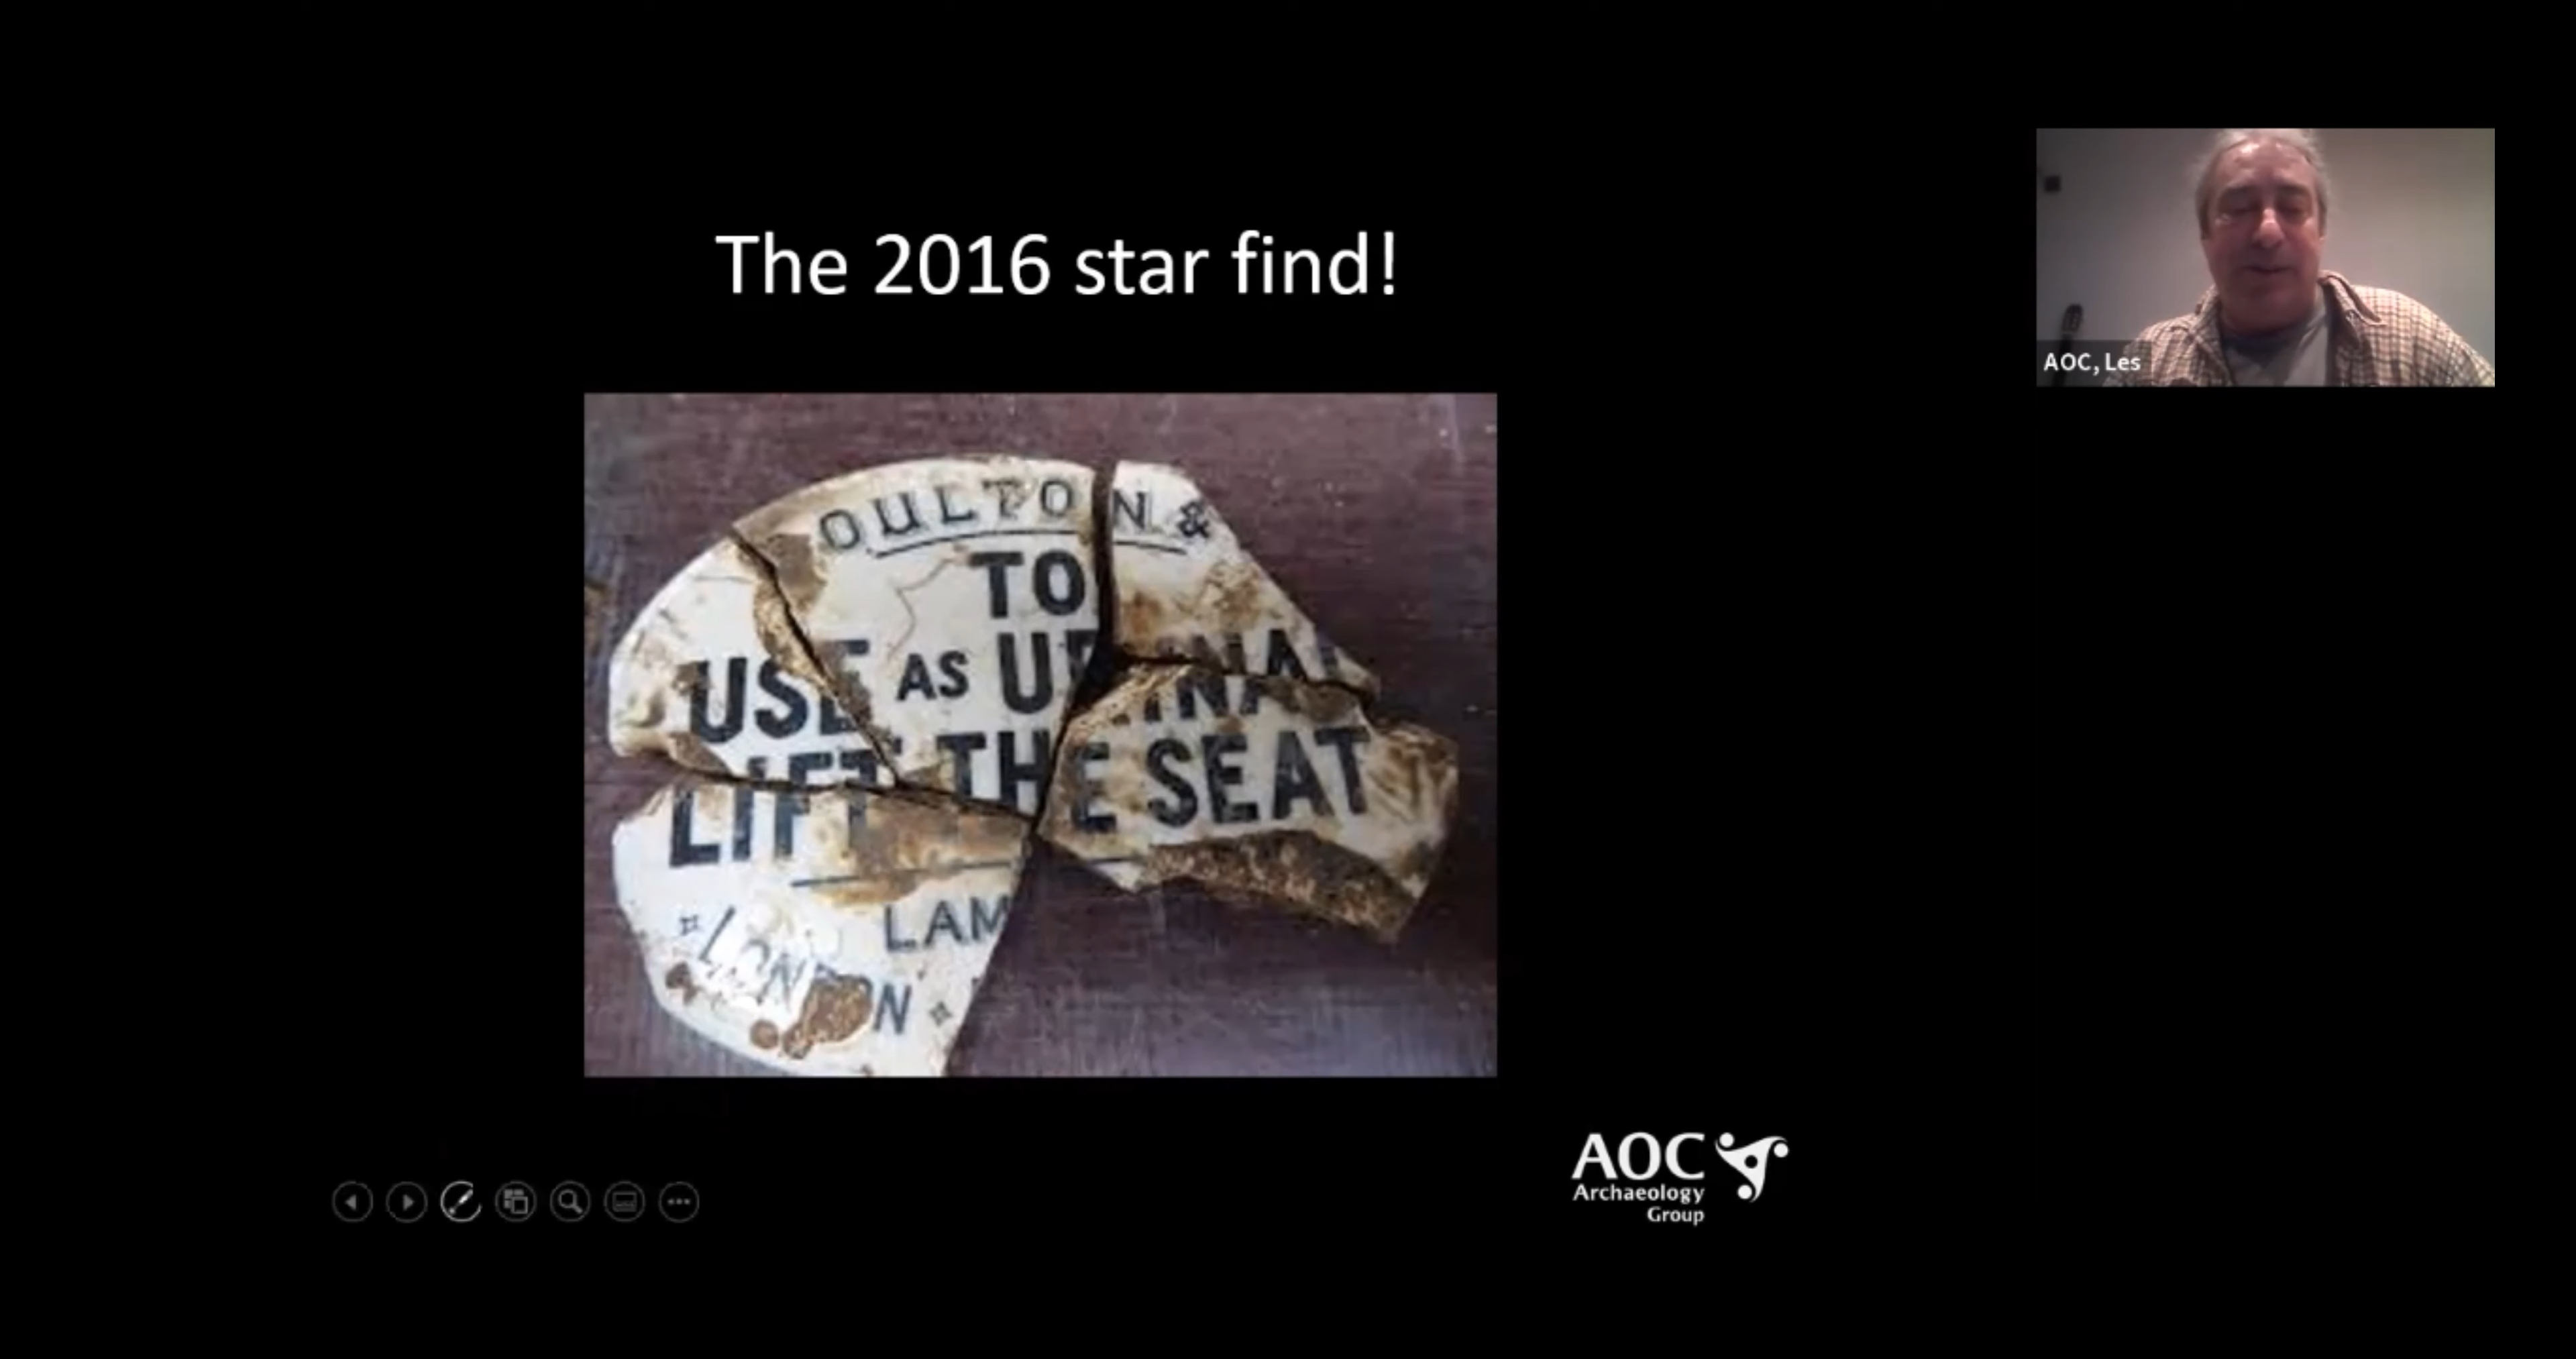 The 2016 star find!
AOC, Les
OULTON &
TO
USE AS URINAL
LIFT THE SEAT
LAM
LONDON
AOC
Archaeology
Group